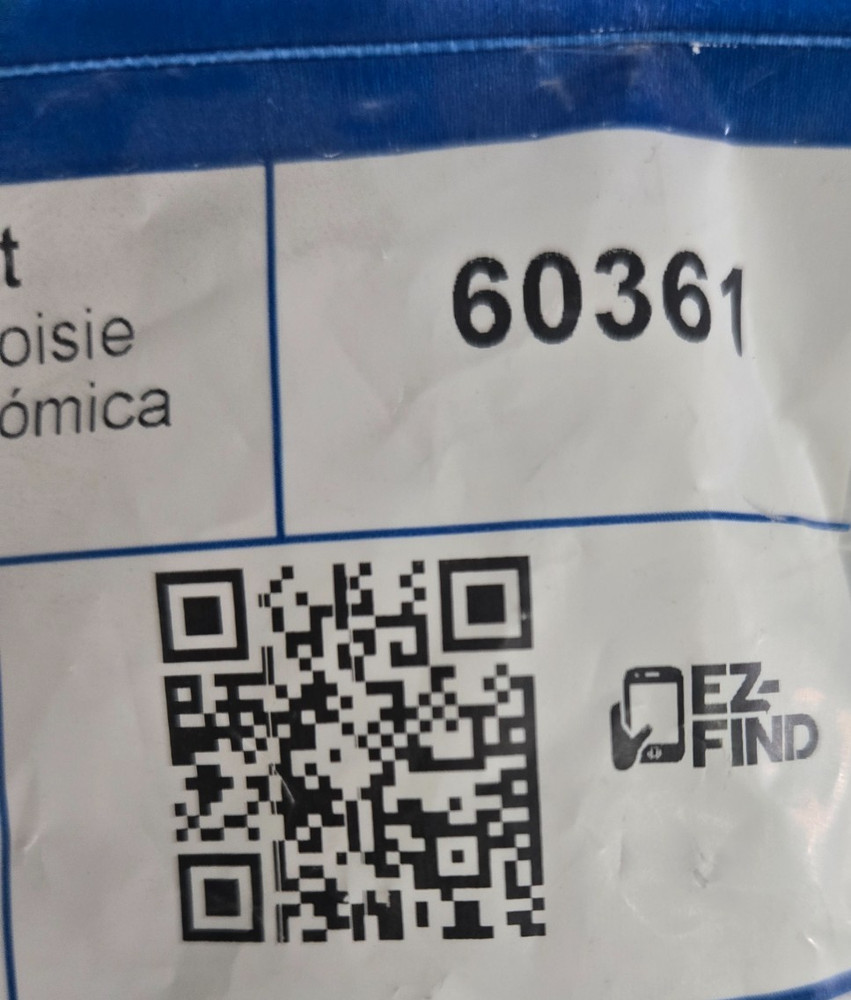 t
oisie
ómica
60361
EZ-
FIND